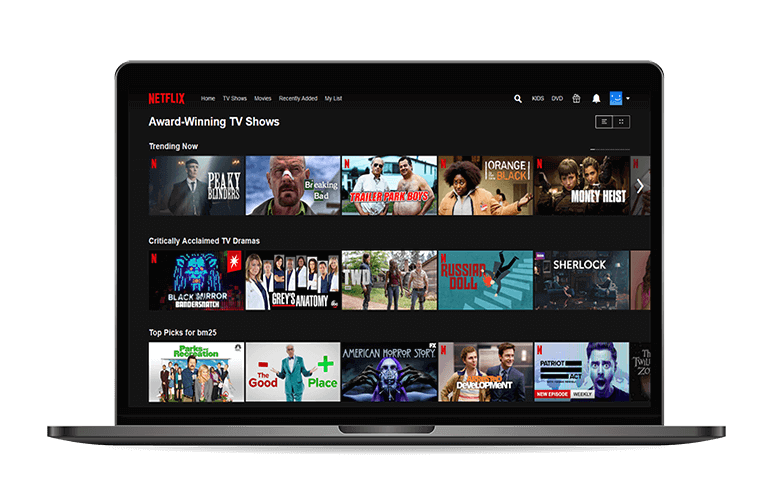 NETFLIX Home TV Shows Movies Recently Added My List KIDS DVD
Award-Winning TV Shows
Trending Now
N
PEAKY
BLINDERS
Breaking
Bad
N
TRAILER PARK BOYS
N
ORANGE
IS THE NEW
BLACK
N
MONEY HEIST
N
Critically Acclaimed TV Dramas
N
BLACK MIRROR
BANDERSNATCH
GREY'S ANATOMY
abc
TWD
N
RUSSIAN
DOLL
SHERLOCK
Top Picks for bm25
Parks and
Recreation
The
Good Place
AMERICAN HORROR STORY
FX
N
DEVELOPMENT
N
PATRIOT
ACT
NEW EPISODE WEEKLY
The